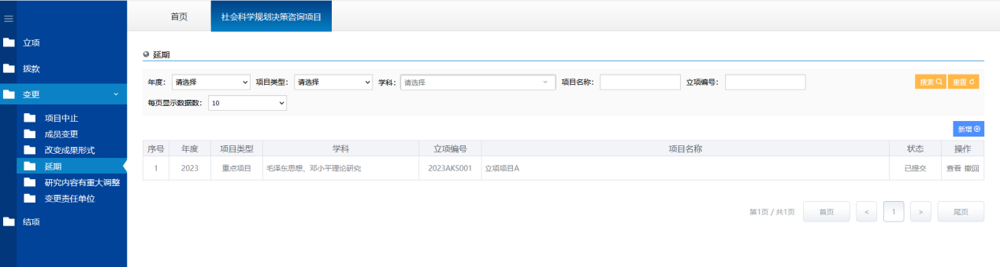 首页 社会科学规划决策咨询项目
立项
拨款
变更
项目中止
成员变更
改变成果形式
延期
研究内容有重大调整
变更责任单位
结项
延期
年度： 请选择 项目类型： 请选择 学科： 请选择 项目名称： 立项编号： 搜索 重置
每页显示数据数： 10
新增
序号 年度 项目类型 学科 立项编号 项目名称 状态 操作
1 2023 重点项目 毛泽东思想、邓小平理论研究 2023AKS001 立项项目A 已提交 查看 撤回
第1页 / 共1页 首页 < 1 > 尾页